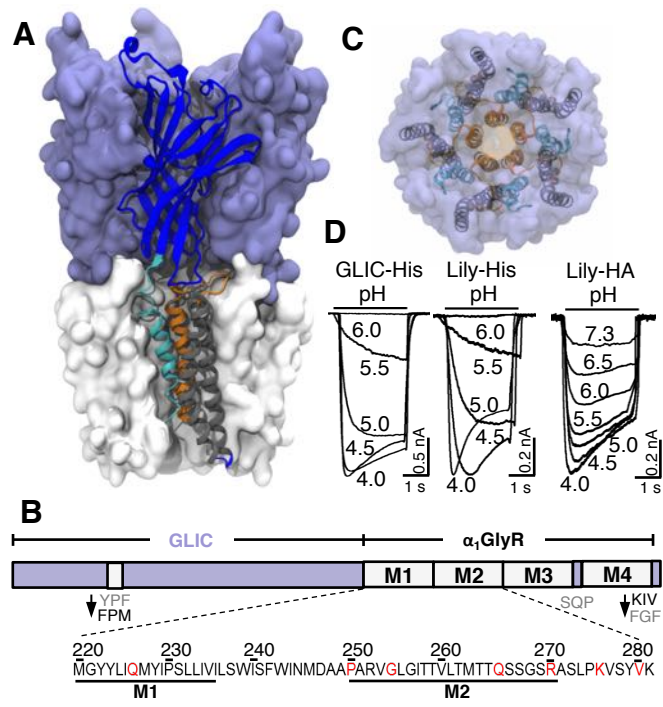 A
C
D
GLIC-His
pH
Lily-His
pH
Lily-HA
pH
6.0
5.5
5.0
4.5
4.0
0.5 nA
1 s
6.0
5.5
5.0
4.5
4.0
0.2 nA
1 s
7.3
6.5
6.0
5.5
5.0
4.5
4.0
0.2 nA
1 s
B
GLIC
α1GlyR
M1 M2 M3 M4
YPF
FPM
SQP
KIV
FGF
220 230 240 250 260 270 280
MGYYLIQMYIPSLLIVILSWISFWINMDAAPARVGLGITTVLTMTTQSSGSRASLPKVSYVK
M1 M2